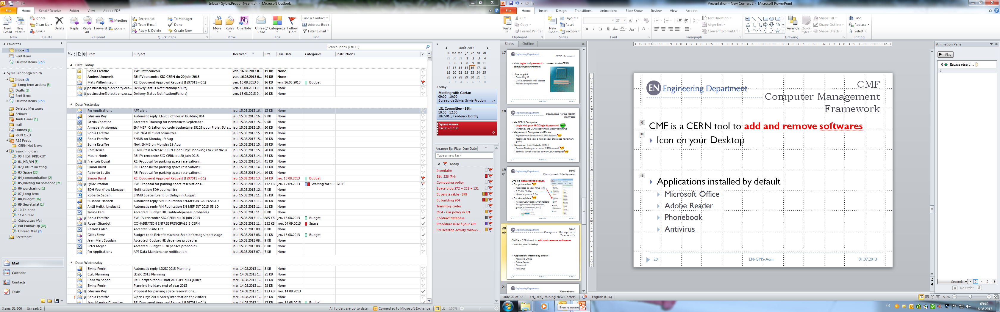 Inbox - Sylvie.Prodon@cern.ch - Microsoft Outlook
File Home Send / Receive Folder View Adobe PDF
New E-mail New Items Ignore Clean Up Junk Delete Reply Reply All Forward Meeting More
Secretariat To Manager
Team E-mail Done
Reply & Delete Create New
Move Rules OneNote Unread/ Read Categorize Follow Up Find a Contact Address Book Filter E-mail
New Delete Respond Quick Steps Move Tags Find
Favorites
Inbox (2)
Sent Items
Deleted Items (527)
Sylvie.Prodon@cern.ch
Inbox (2)
Long term actions [3]
Drafts [3]
Sent Items
Deleted Items (527)
Deleted Messages
Fellows
Junk E-mail [1]
mail
Outbox [1]
PICKFORD
RSS Feeds
CERN Hot News
Search Folders
00_HIGH PRIORITY
01_HR_VN [3]
02_Future meeting
03_Space [20]
04_communication [2]
05_waiting for someone [21]
06_purchasing [1]
07_Long term
08_Budget [36]
09_Secretariat [1]
10-To print
11-To read
Categorized Mail
For Follow Up [78]
Unread Mail (2)
Secretariat
Mail
Calendar
Contacts
Tasks
Items: 31'606 Unread: 2
Search Inbox (Ctrl+E)
From Subject Received Size Due Date Categories Instructions
Date: Today
Sonia Escaffre FW: Petit coucou ven. 16.08.2013 0... 19 KB None
Anders Unnervik RE: PV rencontre SIG-CERN du 20 juin 2013 ven. 16.08.2013 0... 39 KB None
Mats Wilhelmsson RE: Document Approval Request (1297011 v.0.1) ven. 16.08.2013 0... 16 KB ven. 16.08.2013 Budget
postmaster@blackberry.ora... Delivery Status Notification(Failure) ven. 16.08.2013 0... 10 KB None
postmaster@blackberry.ora... Delivery Status Notification(Failure) ven. 16.08.2013 0... 10 KB None
Date: Yesterday
Pm Applications APT alert jeu. 15.08.2013 16... 13 KB None
Ghislain Roy Automatic reply: EN-ICE offices in building 864 jeu. 15.08.2013 16... 9 KB None
Ofelia Capatina Accepted: Training for newcomers September jeu. 15.08.2013 15... 9 KB None
Annabel Anxionnaz EN/ MEF- Création du code budgétaire 55129 pour Projet EU e... jeu. 15.08.2013 15... 20 KB None
Sonia Escaffre FW: Next KT fund committee jeu. 15.08.2013 15... 19 KB None
Sonia Escaffre ENMB on Monday 19 Aug jeu. 15.08.2013 15... 26 KB None
Sonia Escaffre Next ENMB on Monday 19 Aug jeu. 15.08.2013 15... 28 KB None
Rolf Heuer CERN Press Release: CERN Open Days: bookings to visit the u... jeu. 15.08.2013 15... 28 KB None
Mauro Nonis RE: PV rencontre SIG-CERN du 20 juin 2013 jeu. 15.08.2013 14... 35 KB None
Francois Duval RE: Proposal for parking space reservations... jeu. 15.08.2013 14... 41 KB None
Simon Baird RE: Proposal for parking space reservations... jeu. 15.08.2013 14... 13 KB None
Roberto Losito RE: Proposal for parking space reservations... jeu. 15.08.2013 14... 19 KB None
Simon Baird RE: Document Approval Request (1297011 v.0.1) jeu. 15.08.2013 13... 14 KB jeu. 15.08.2013 Budget
Sylvie Prodon FW: Proposal for parking space reservations... jeu. 15.08.2013 12... 132 KB jeu. 12.09.2013 Waiting for s... GTPE
EDH Workflow Manager Notification EDH Journalière jeu. 15.08.2013 12... 7 KB None
Roberto Saban ENMB Special Event: Birthdays in August jeu. 15.08.2013 11... 15 KB None
Susanne Hansen Automatic reply: VN Publication EN-MEF-INT-2013-58-LD jeu. 15.08.2013 11... 10 KB None
Antti Heikki Lindqvist Automatic reply: VN Publication EN-MEF-INT-2013-58-LD jeu. 15.08.2013 11... 11 KB None
Yacine Kadi Accepted: Budget HIE Isolde-dépenses probables jeu. 15.08.2013 11... 8 KB None
Sonia Escaffre FW: PV rencontre SIG-CERN du 20 juin 2013 jeu. 15.08.2013 11... 885 KB jeu. 15.08.2013 Budget
Roger Girardot COHABITATION ENTREE PRINCIPALE-B CERN jeu. 15.08.2013 11... 252 KB mer. 04.09.2013 Space
Ramon Folch Acceptat: Visite 132 jeu. 15.08.2013 09... 8 KB None
Gilles Favre Budget code Retrofit machine Eckold formage/redressage jeu. 15.08.2013 08... 11 KB jeu. 15.08.2013 Budget
Jean-Marc Soudan Accepted: Budget HE dépenses probables jeu. 15.08.2013 08... 9 KB None
Peter Meijer Accepted: Budget EL dépenses probables jeu. 15.08.2013 08... 8 KB None
Pm Applications APT Data Maintenance notification jeu. 15.08.2013 07... 7 KB None
Date: Wednesday
Elvina Perrin Automatic reply: LD2IC 2013 Planning mer. 14.08.2013 1... 8 KB None
Ccrb Planning LD2IC 2013 Planning mer. 14.08.2013 1... 21 KB None
Roberto Saban Re: Compte-rendu Draft du GTPE du 4 juillet mer. 14.08.2013 1... 13 KB None
Elvina Perrin Planning holidays end of year 2013 mer. 14.08.2013 1... 28 KB None
Ghislain Roy Proposal for parking space reservations... mer. 14.08.2013 1... 123 KB mer. 14.08.2013
Sonia Escaffre Open Days 2013: Safety Information for Visitors mer. 14.08.2013 1... 62 KB None
Jean Maurice Chevalley RE: Document Approval Request (1297011 v.0.1) mer. 14.08.2013 1... 13 KB mer. 14.08.2013 Budget
All folders are up to date. Connected to Microsoft Exchange 100%
août 2013
lu ma me je ve sa di
29 30 31 1 2 3 4
5 6 7 8 9 10 11
12 13 14 15 16 17 18
19 20 21 22 23 24 25
26 27 28 29 30 31 1
2 3 4 5 6 7 8
Today
Meeting with Gaetan
09:00 - 10:00
Bureau de Sylvie; Sylvie Prodon
LS1 Committee - 18th
10:00 - 12:00
30/7-010; Frederick Bordry
Space issues
14:30 - 17:30
Arrange By: Flag: Due Date
Type a new task
Today
Inventaire
Bât. 226 (PH)
Computing policy
Space bldg 272 + 252 + 131
EL parc à câble - 879
EL building 904
Transitory codes
OC4 - Car policy in EN
Contract database
Procédure mise à jour APT
EN Desktop activity follow-...
Presentation - New Comers 2 - Microsoft PowerPoint
File Home Insert Design Transitions Animations Slide Show Review View Acrobat
Paste Cut Copy Format Painter New Slide Layout Reset Section
27
Text Direction Align Text Convert to SmartArt
Arrange Quick Styles Shape Fill Shape Outline Shape Effects Find Replace Select
Clipboard Slides Font Paragraph Drawing Editing
Slides Outline
17
Engineering Department
NICE Account
Your login and password to connect to the CERN
computing environment
How to get it
Go to bldg 55
Give a personal e-mail address
Pass the computer test
18
Engineering Department
Connecting to the CERN
Network
Via CERN Computer
Login with your NICE login & password
Windows7 and CERN network are already configured
Via personal Computer and Phone
Register your device in the CERN database
Possible to have your e-mails on your phone (see newcomers
guide)
Connexion from Outside CERN
Remote Desktop to access to CERN network
Terminal server to access to your CERN computer
19
Engineering Department
DFS
Distributed File System
DFS is a data storage space
For private data
Associated to your NICE login
A "Public" folder
Memory quota is 2 Go
For shared data
Access CERN data server (folders
for applications, departments,
groups, experiments, etc.)
20
Engineering Department
CMF
Computer Management
Framework
CMF is a CERN tool to add and remove softwares
Icon on your Desktop
Applications installed by default
Microsoft Office
Adobe Reader
Phonebook
Antivirus
21
Engineering Department
Phonebook
EN Engineering Department
CMF
Computer Management
Framework
0
CMF is a CERN tool to add and remove softwares
0
Icon on your Desktop
1
Applications installed by default
Microsoft Office
Adobe Reader
Phonebook
Antivirus
20 EN-GMS-Adm 01.07.2013
Animation Pane
Play
0 Espace réserv...
Seconds 0 2
Re-Order
Slide 20 of 27 "EN_Dep_Training New Comers" English (U.K.) 91%
Theme name
FR
09:40
16.08.2013